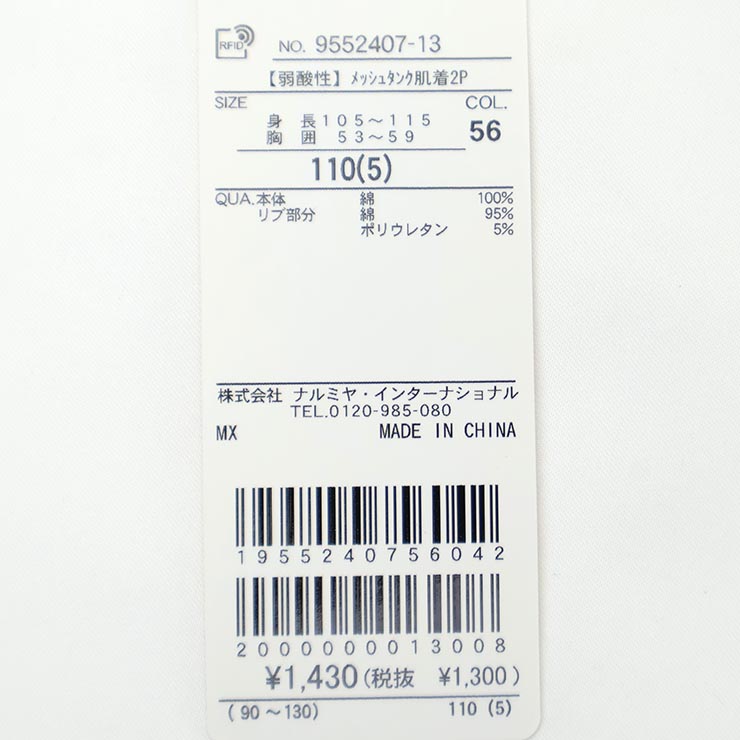 RFID
NO. 9552407-13
【弱酸性】ﾒｯｼｭﾀﾝｸ肌着2P
SIZE COL.
身 長 105～115
胸 囲 53～59
56
110(5)
QUA. 本体 綿 100%
リブ部分 綿 95%
ポリウレタン 5%
株式会社 ナルミヤ・インターナショナル
TEL.0120-985-080
MX MADE IN CHINA
1955240756042
2000000013008
¥1,430(税抜 ¥1,300)
(90～130) 110 (5)